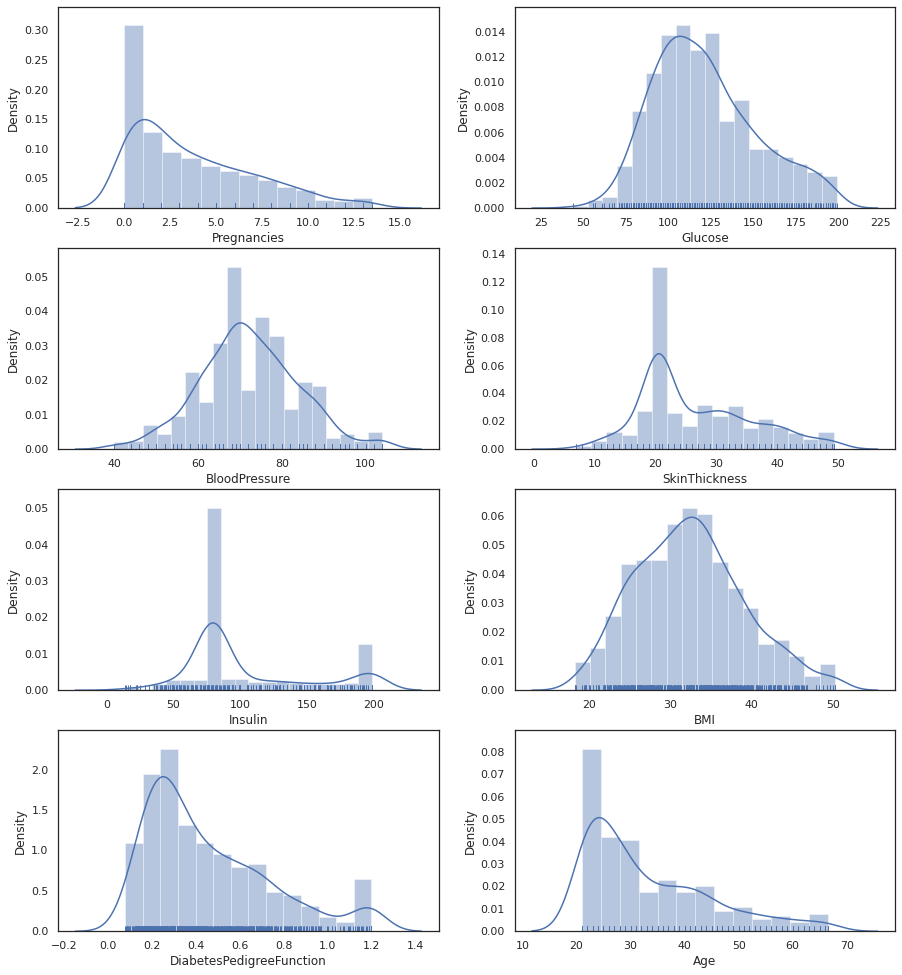 Density
0.30
0.25
0.20
0.15
0.10
0.05
0.00
−2.5 0.0 2.5 5.0 7.5 10.0 12.5 15.0
Pregnancies
Density
0.014
0.012
0.010
0.008
0.006
0.004
0.002
0.000
25 50 75 100 125 150 175 200 225
Glucose
Density
0.05
0.04
0.03
0.02
0.01
0.00
40 60 80 100
BloodPressure
Density
0.14
0.12
0.10
0.08
0.06
0.04
0.02
0.00
0 10 20 30 40 50
SkinThickness
Density
0.05
0.04
0.03
0.02
0.01
0.00
0 50 100 150 200
Insulin
Density
0.06
0.05
0.04
0.03
0.02
0.01
0.00
20 30 40 50
BMI
Density
2.0
1.5
1.0
0.5
0.0
−0.2 0.0 0.2 0.4 0.6 0.8 1.0 1.2 1.4
DiabetesPedigreeFunction
Density
0.08
0.07
0.06
0.05
0.04
0.03
0.02
0.01
0.00
10 20 30 40 50 60 70
Age